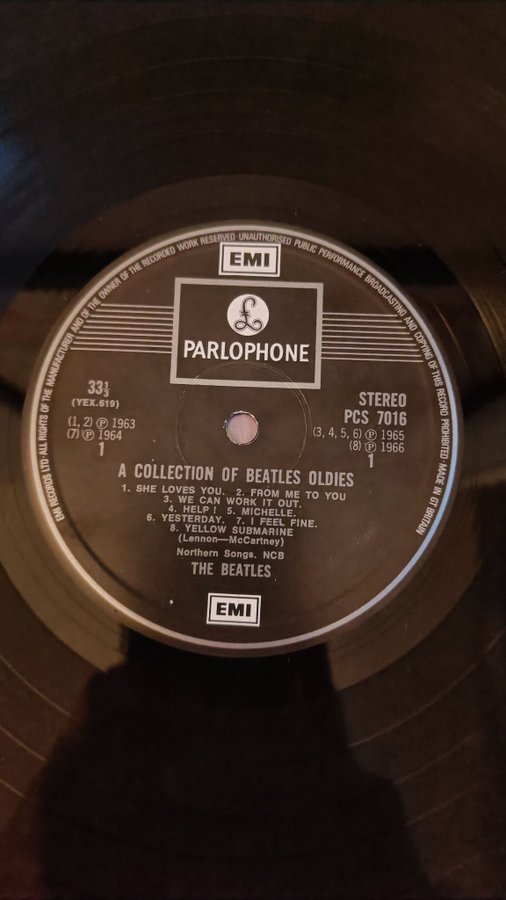 EMI RECORDS LTD·ALL RIGHTS OF THE MANUFACTURER AND OF THE OWNER OF THE RECORDED WORK RESERVED UNAUTHORISED PUBLIC PERFORMANCE BROADCASTING AND COPYING OF THIS RECORD PROHIBITED·MADE IN GT BRITAIN
EMI
£
PARLOPHONE
33⅓
(YEX.619)
STEREO
PCS 7016
(1, 2) Ⓟ 1963
(7) Ⓟ 1964
1
(3, 4, 5, 6) Ⓟ 1965
(8) Ⓟ 1966
1
A COLLECTION OF BEATLES OLDIES
1. SHE LOVES YOU. 2. FROM ME TO YOU
3. WE CAN WORK IT OUT.
4. HELP! 5. MICHELLE.
6. YESTERDAY. 7. I FEEL FINE.
8. YELLOW SUBMARINE
(Lennon—McCartney)
Northern Songs. NCB
THE BEATLES
EMI